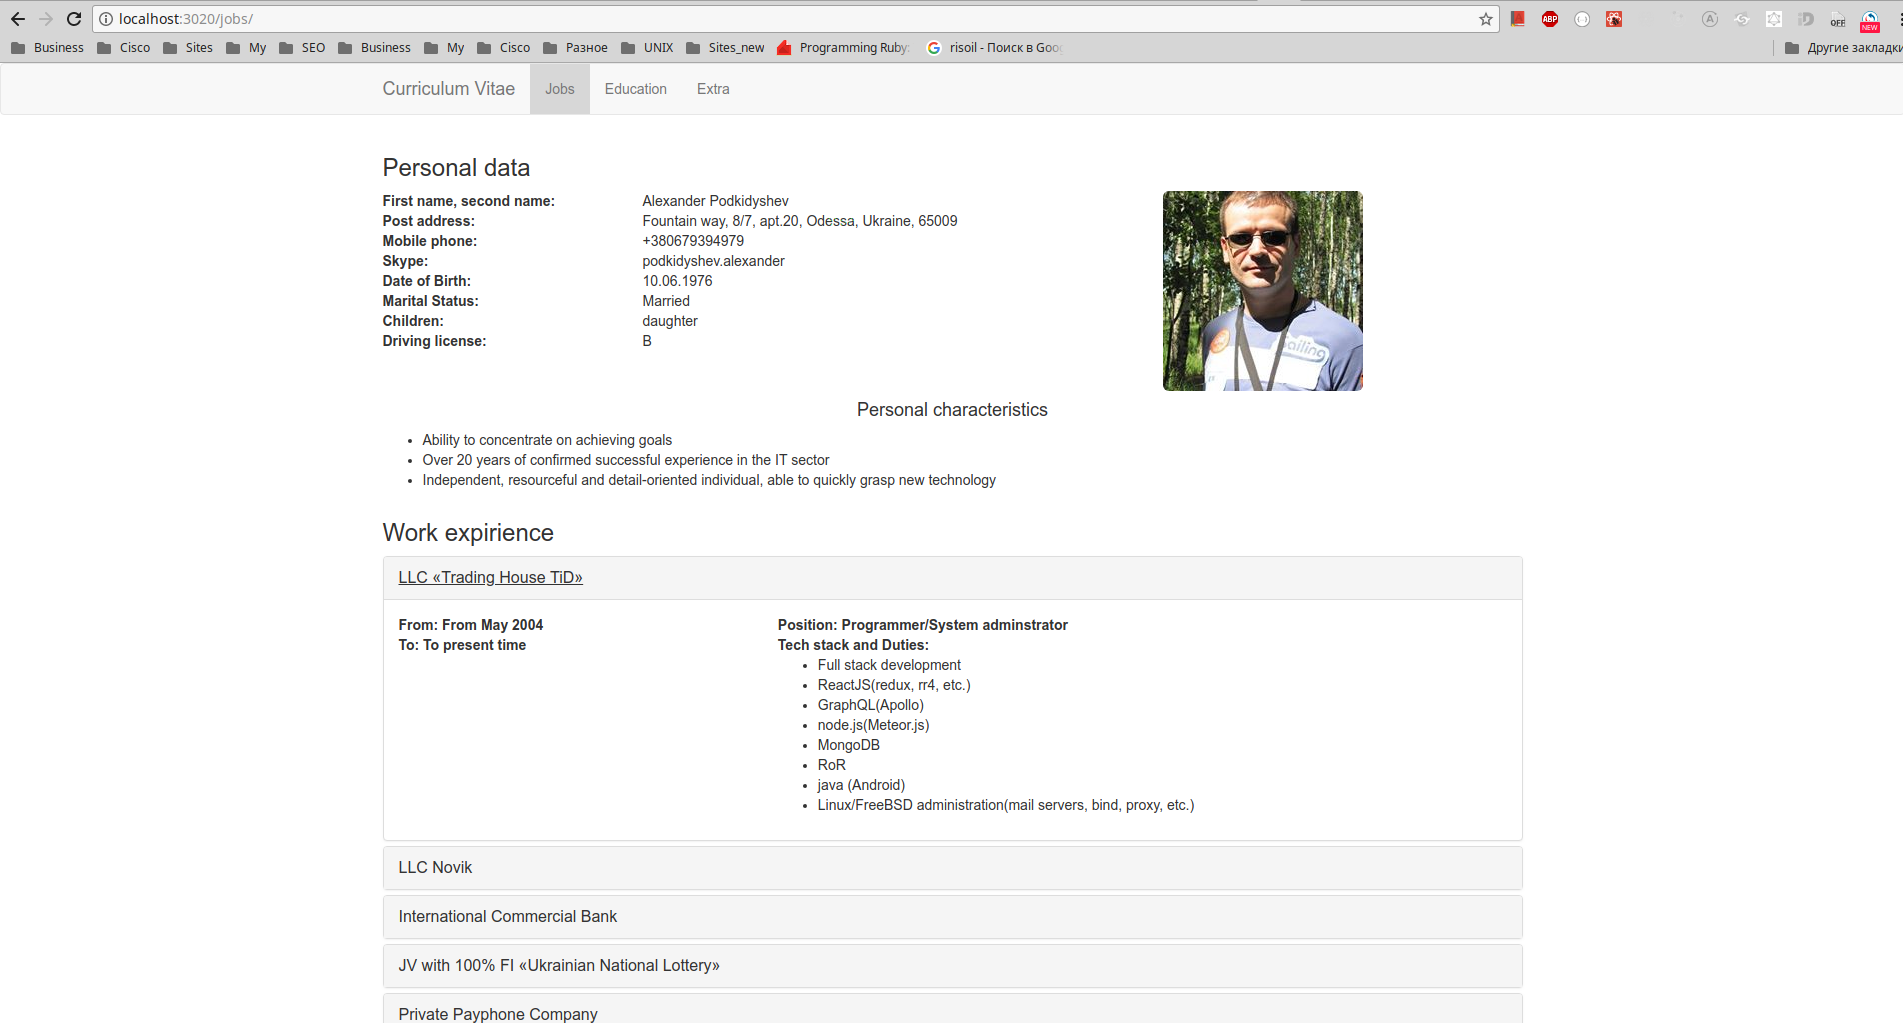 localhost:3020/jobs/
ABP
OFF
NEW
Business Cisco Sites My SEO Business My Cisco Разное UNIX Sites_new Programming Ruby: risoil - Поиск в Goo Другие закладки
Curriculum Vitae Jobs Education Extra
Personal data
First name, second name: Alexander Podkidyshev
Post address: Fountain way, 8/7, apt.20, Odessa, Ukraine, 65009
Mobile phone: +380679394979
Skype: podkidyshev.alexander
Date of Birth: 10.06.1976
Marital Status: Married
Children: daughter
Driving license: B
ailing
Personal characteristics
Ability to concentrate on achieving goals
Over 20 years of confirmed successful experience in the IT sector
Independent, resourceful and detail-oriented individual, able to quickly grasp new technology
Work expirience
LLC «Trading House TiD»
From: From May 2004
To: To present time
Position: Programmer/System adminstrator
Tech stack and Duties:
Full stack development
ReactJS(redux, rr4, etc.)
GraphQL(Apollo)
node.js(Meteor.js)
MongoDB
RoR
java (Android)
Linux/FreeBSD administration(mail servers, bind, proxy, etc.)
LLC Novik
International Commercial Bank
JV with 100% FI «Ukrainian National Lottery»
Private Payphone Company